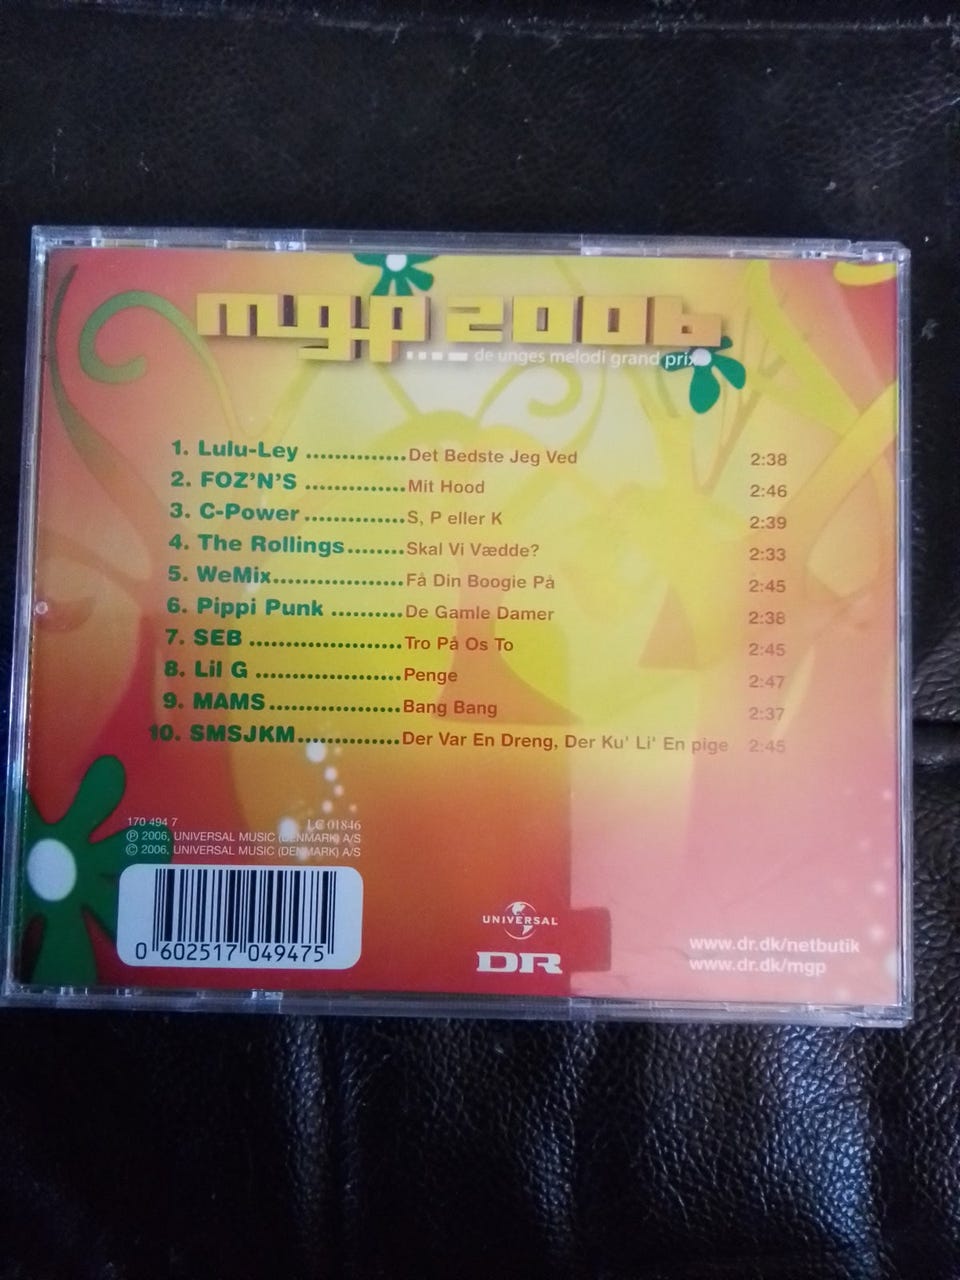 mgp 2006
de unges melodi grand prix
1. Lulu-Ley .............Det Bedste Jeg Ved 2:38
2. FOZ'N'S .............Mit Hood 2:46
3. C-Power .............S, P eller K 2:39
4. The Rollings........Skal Vi Vædde? 2:33
5. WeMix.................Få Din Boogie På 2:45
6. Pippi Punk .........De Gamle Damer 2:38
7. SEB ....................Tro På Os To 2:45
8. Lil G ...................Penge 2:47
9. MAMS.................Bang Bang 2:37
10. SMSJKM.............Der Var En Dreng, Der Ku' Li' En pige 2:45
170 494 7 LC 01846
℗ 2006, UNIVERSAL MUSIC (DENMARK) A/S
© 2006, UNIVERSAL MUSIC (DENMARK) A/S
0 602517 049475
UNIVERSAL
DR
www.dr.dk/netbutik
www.dr.dk/mgp